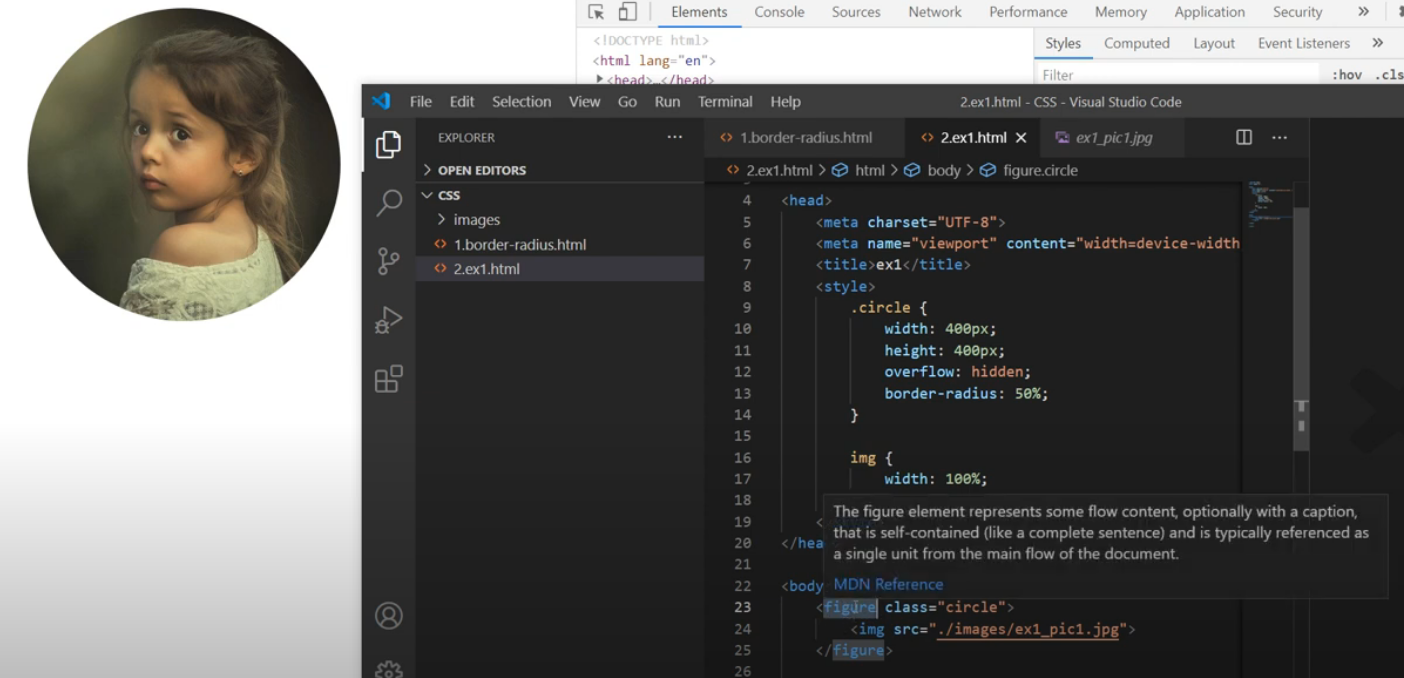 Elements Console Sources Network Performance Memory Application Security
<!DOCTYPE html>
<html lang="en">
<head>…</head>
Styles Computed Layout Event Listeners
Filter :hov .cls
File Edit Selection View Go Run Terminal Help 2.ex1.html - CSS - Visual Studio Code
EXPLORER
OPEN EDITORS
CSS
images
1.border-radius.html
2.ex1.html
1.border-radius.html 2.ex1.html ex1_pic1.jpg
2.ex1.html > html > body > figure.circle
4 <head>
5 <meta charset="UTF-8">
6 <meta name="viewport" content="width=device-width
7 <title>ex1</title>
8 <style>
9 .circle {
10 width: 400px;
11 height: 400px;
12 overflow: hidden;
13 border-radius: 50%;
14 }
15
16 img {
17 width: 100%;
18
19 <
20 </hea
21
22 <body
23 <figure class="circle">
24 <img src="./images/ex1_pic1.jpg">
25 </figure>
26
The figure element represents some flow content, optionally with a caption,
that is self-contained (like a complete sentence) and is typically referenced as
a single unit from the main flow of the document.
MDN Reference